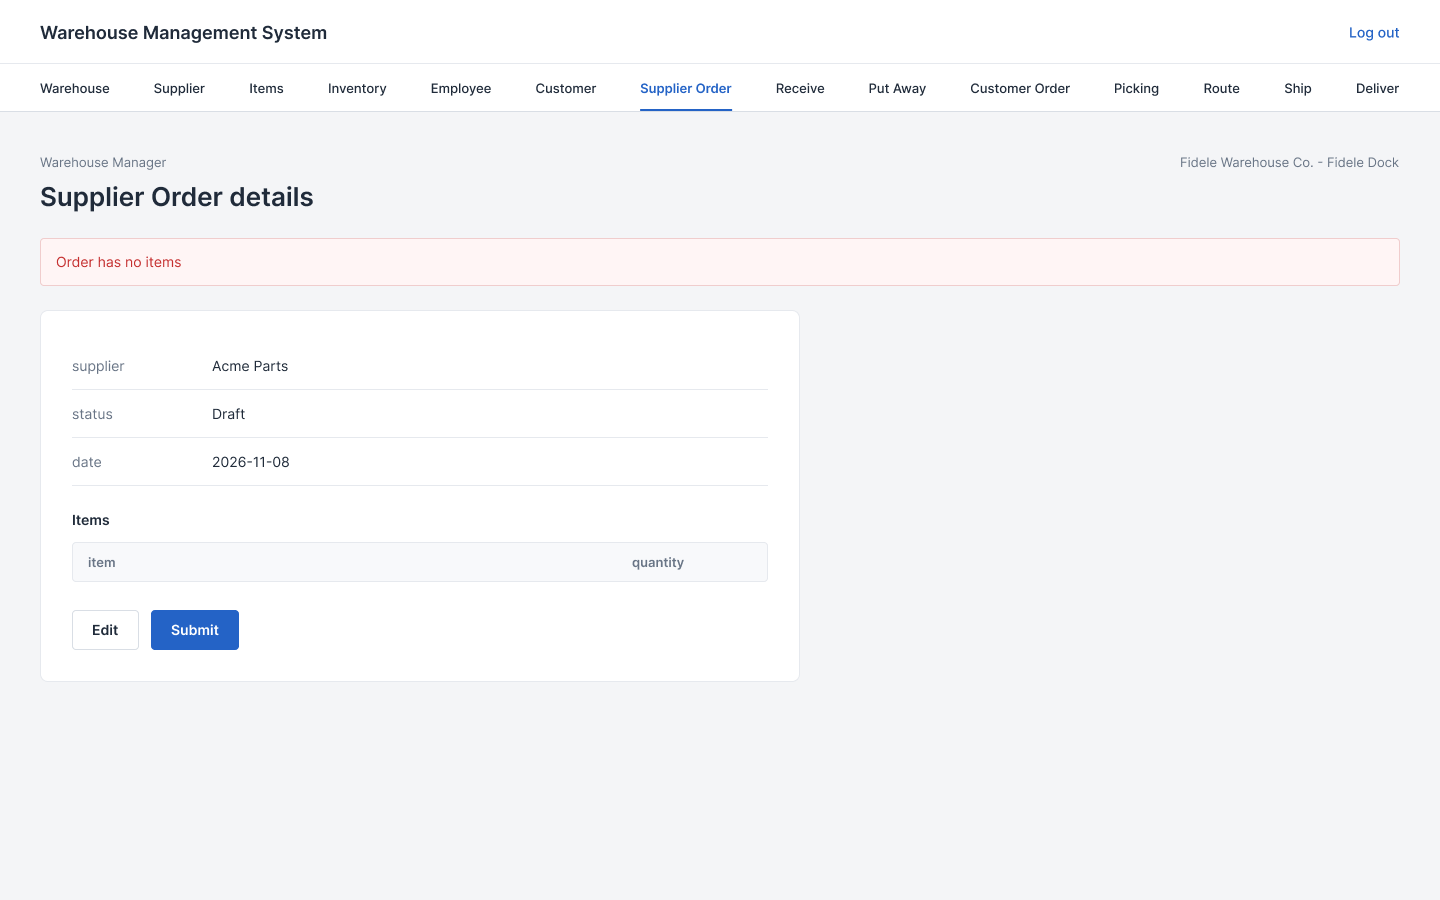 Warehouse Management System
Log out
Warehouse Supplier Items Inventory Employee Customer Supplier Order Receive Put Away Customer Order Picking Route Ship Deliver
Warehouse Manager
Fidele Warehouse Co. - Fidele Dock
Supplier Order details
Order has no items
supplier Acme Parts
status Draft
date 2026-11-08
Items
item quantity
Edit Submit